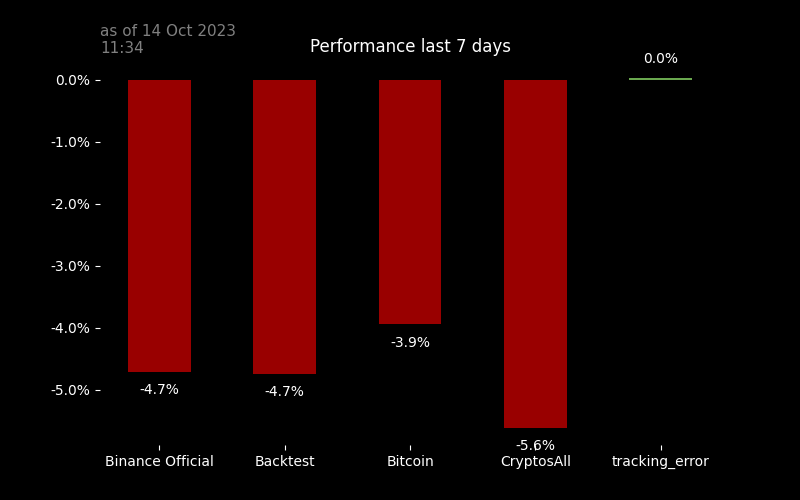 as of 14 Oct 2023
11:34
Performance last 7 days
0.0%
0.0%
-1.0%
-2.0%
-3.0%
-4.0%
-5.0%
-4.7%
-4.7%
-3.9%
-5.6%
Binance Official
Backtest
Bitcoin
CryptosAll
tracking_error